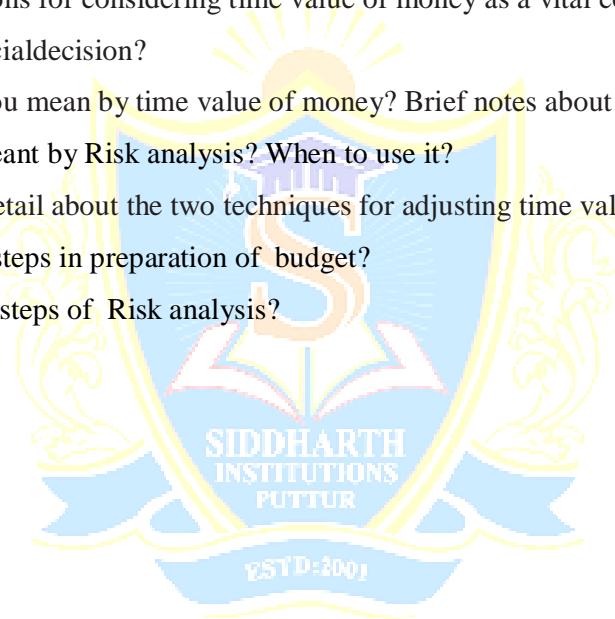 ons for considering time value of money as a vital co
cialdecision?
ou mean by time value of money? Brief notes about
eant by Risk analysis? When to use it?
etail about the two techniques for adjusting time val
steps in preparation of budget?
steps of Risk analysis?
SIDDHARTH
INSTITUTIONS
PUTTUR
ESTD:2001